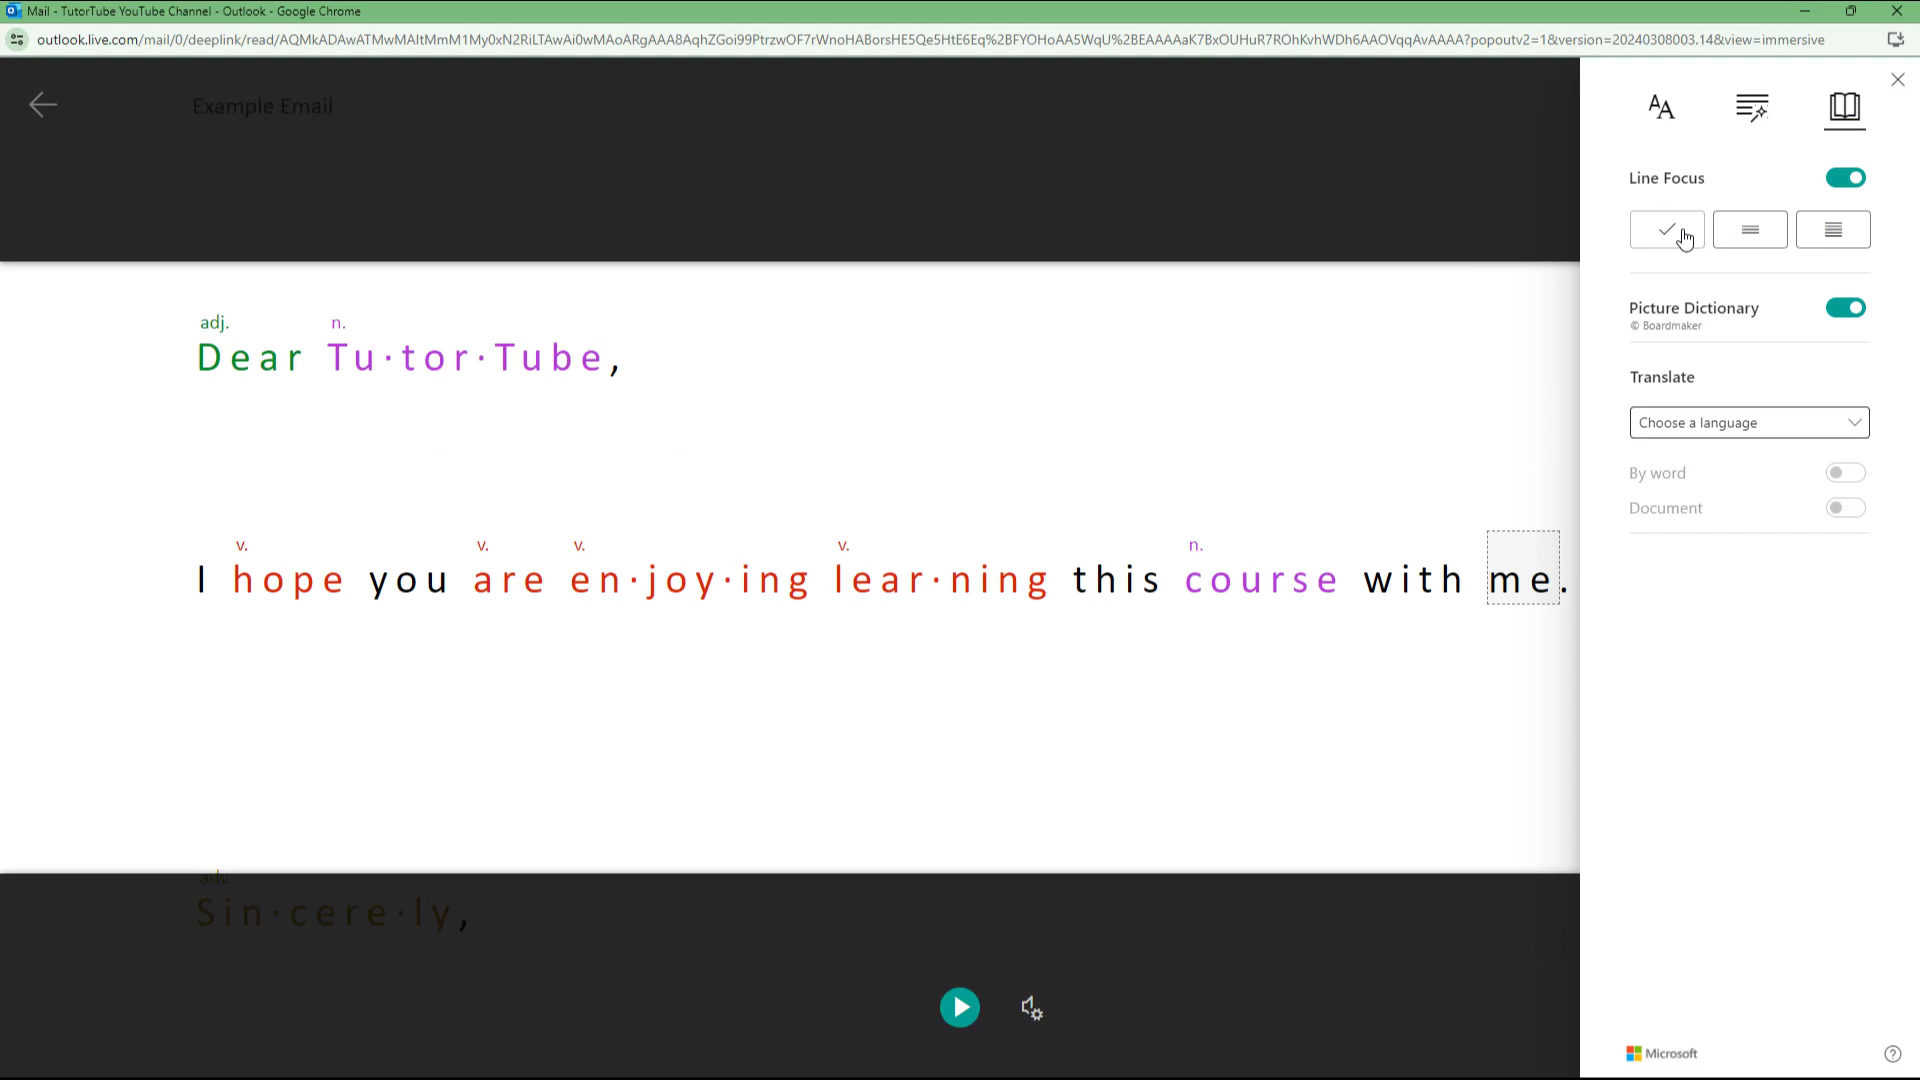 Mail - TutorTube YouTube Channel - Outlook - Google Chrome
outlook.live.com/mail/0/deeplink/read/AQMkADAwATMwMAItMmM1My0xN2RiLTAwAi0wMAoARgAAA8AqhZGoi99PtrzwOF7rWnoHABorsHE5Qe5HtE6Eq%2BFYOHoAA5WqU%2BEAAAAaK7BxOUHuR7ROhKvhWDh6AAOVqqAvAAAA?popoutv2=1&version=20240308003.14&view=immersive
Example Email
adj. n.
Dear Tu·tor·Tube,
v. v. v. v. n.
I hope you are en·joy·ing lear·ning this course with me.
adv.
Sin·cere·ly,
AA
Line Focus
Picture Dictionary
© Boardmaker
Translate
Choose a language
By word
Document
Microsoft